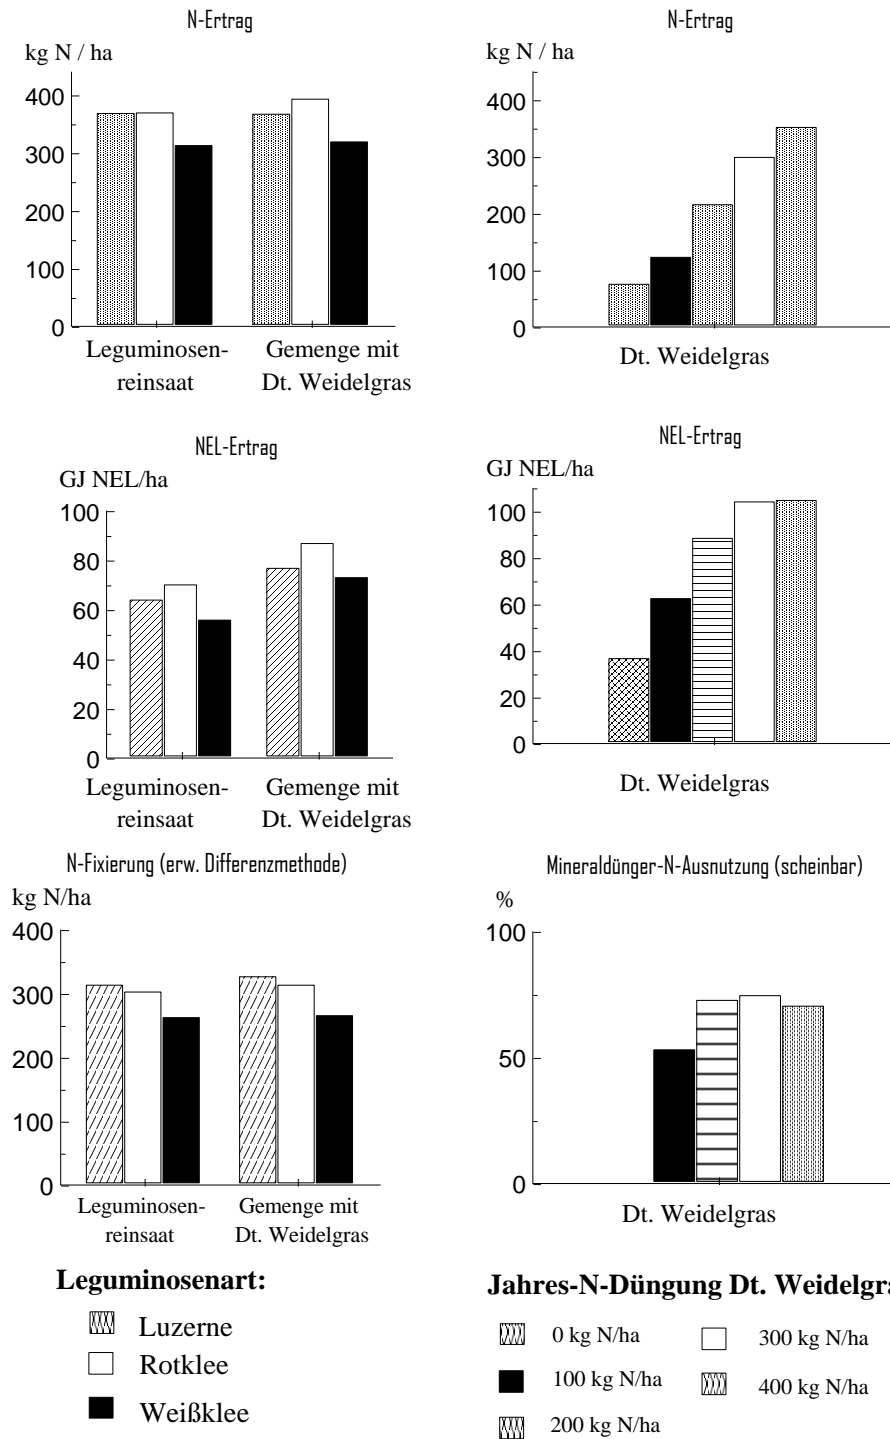 N-Ertrag
kg N / ha
400
300
200
100
0
Leguminosen-
reinsaat
Gemenge mit
Dt. Weidelgras
N-Ertrag
kg N / ha
400
300
200
100
0
Dt. Weidelgras
NEL-Ertrag
GJ NEL/ha
100
80
60
40
20
0
Leguminosen-
reinsaat
Gemenge mit
Dt. Weidelgras
NEL-Ertrag
GJ NEL/ha
100
80
60
40
20
0
Dt. Weidelgras
N-Fixierung (erw. Differenzmethode)
kg N/ha
400
300
200
100
0
Leguminosen-
reinsaat
Gemenge mit
Dt. Weidelgras
Mineraldünger-N-Ausnutzung (scheinbar)
%
100
50
0
Dt. Weidelgras
Leguminosenart:
Luzerne
Rotklee
Weißklee
Jahres-N-Düngung Dt. Weidelgra
0 kg N/ha
100 kg N/ha
200 kg N/ha
300 kg N/ha
400 kg N/ha